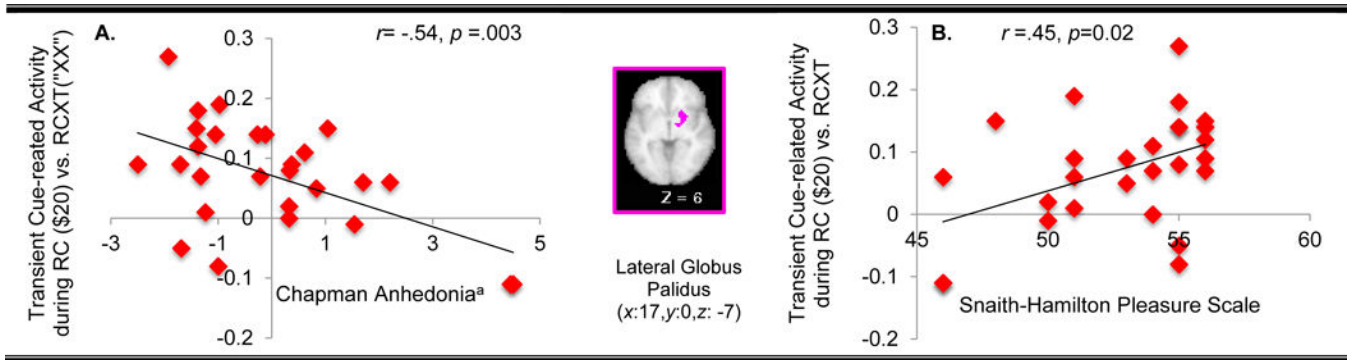 A.
r= -.54, p =.003
Transient Cue-reated Activity
during RC ($20) vs. RCXT("XX")
0.3
0.2
0.1
0
-0.1
-0.2
-3
-1
1
3
5
Chapman Anhedoniaᵃ
Z = 6
Lateral Globus
Palidus
(x:17,y:0,z: -7)
B.
r =.45, p=0.02
Transient Cue-related Activity
during RC ($20) vs. RCXT
0.3
0.2
0.1
0
-0.1
-0.2
45
50
55
60
Snaith-Hamilton Pleasure Scale